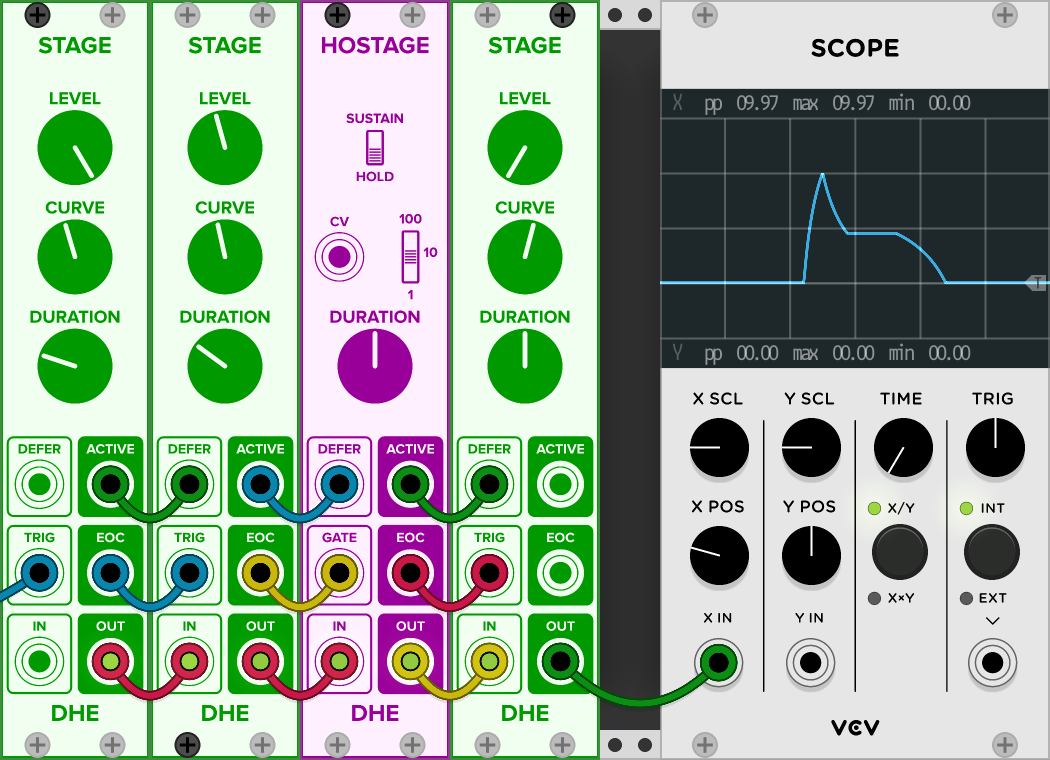 STAGE
LEVEL
CURVE
DURATION
DEFER ACTIVE
TRIG EOC
IN OUT
DHE
STAGE
LEVEL
CURVE
DURATION
DEFER ACTIVE
TRIG EOC
IN OUT
DHE
HOSTAGE
SUSTAIN
HOLD
CV 100
10
1
DURATION
DEFER ACTIVE
GATE EOC
IN OUT
DHE
STAGE
LEVEL
CURVE
DURATION
DEFER ACTIVE
TRIG EOC
IN OUT
DHE
SCOPE
X pp 09.97 max 09.97 min 00.00
T
Y pp 00.00 max 00.00 min 00.00
X SCL Y SCL TIME TRIG
X POS Y POS X/Y INT
X×Y EXT
X IN Y IN
VCV